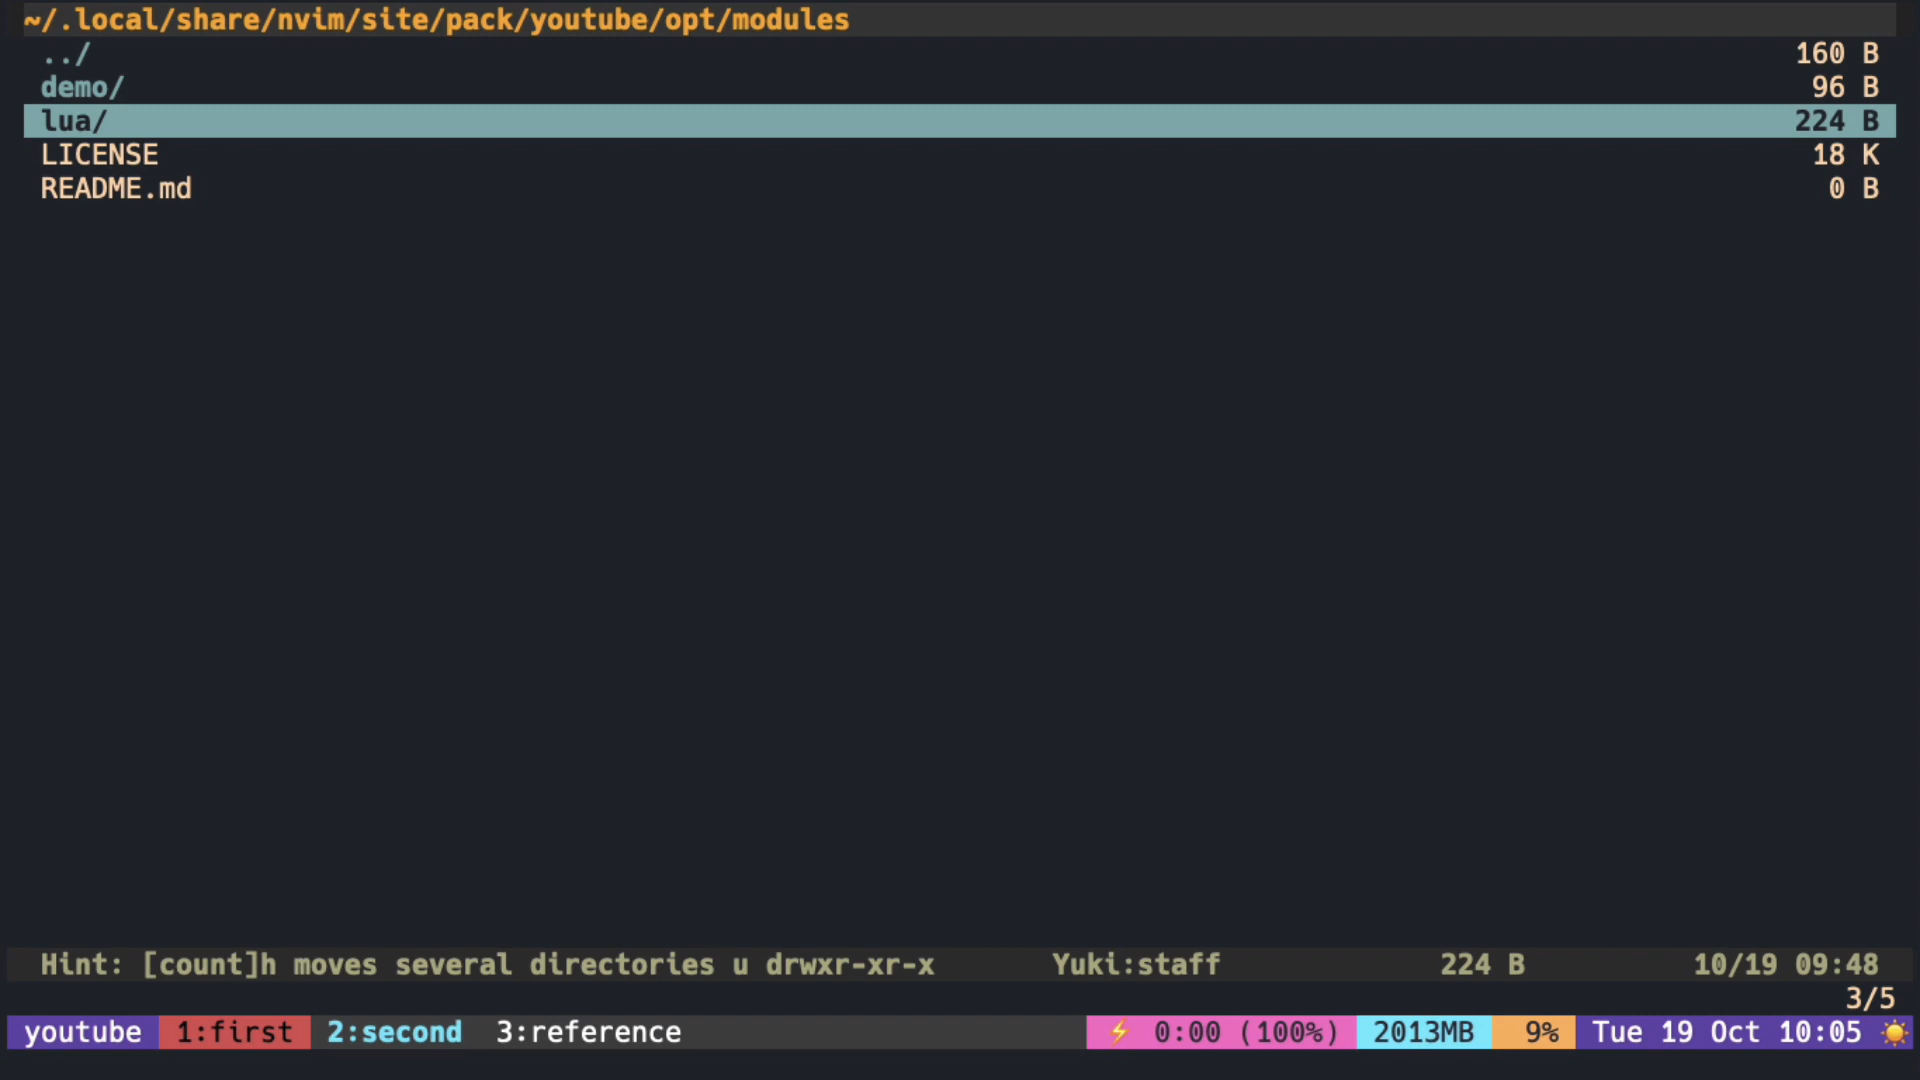 ~/.local/share/nvim/site/pack/youtube/opt/modules
../ 160 B
demo/ 96 B
lua/ 224 B
LICENSE 18 K
README.md 0 B
Hint: [count]h moves several directories u drwxr-xr-x Yuki:staff 224 B 10/19 09:48
3/5
youtube 1:first 2:second 3:reference ⚡ 0:00 (100%) 2013MB 9% Tue 19 Oct 10:05 ☀️